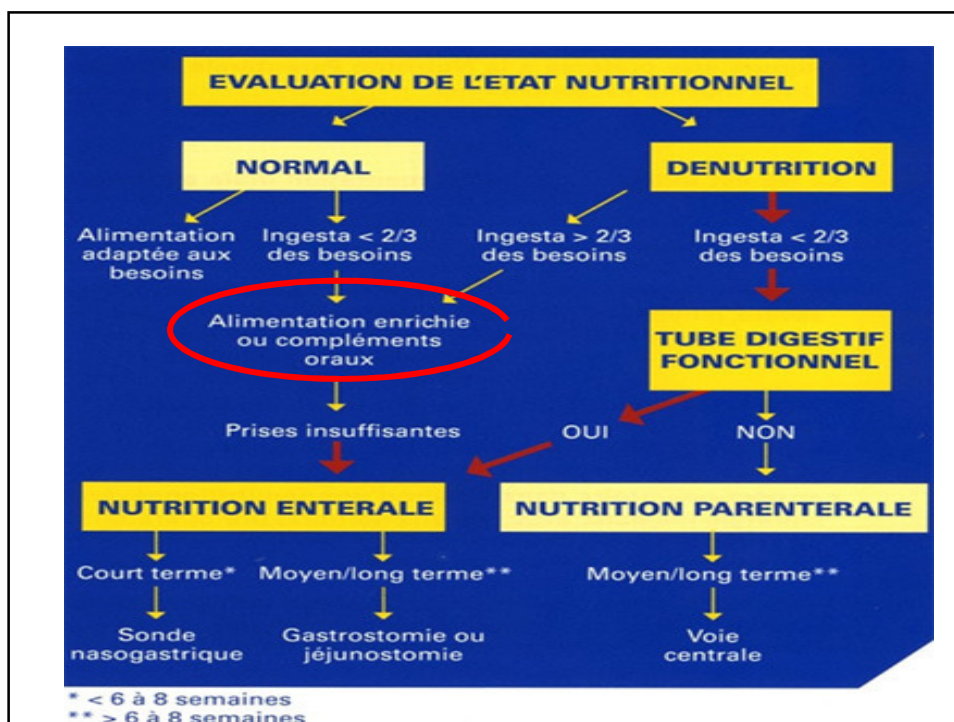 EVALUATION DE L'ETAT NUTRITIONNEL
NORMAL
DENUTRITION
Alimentation
adaptée aux
besoins
Ingesta < 2/3
des besoins
Ingesta > 2/3
des besoins
Ingesta < 2/3
des besoins
Alimentation enrichie
ou compléments
oraux
TUBE DIGESTIF
FONCTIONNEL
Prises insuffisantes
OUI
NON
NUTRITION ENTERALE
NUTRITION PARENTERALE
Court terme*
Moyen/long terme**
Moyen/long terme**
Sonde
nasogastrique
Gastrostomie ou
jéjunostomie
Voie
centrale
* < 6 à 8 semaines
** > 6 à 8 semaines